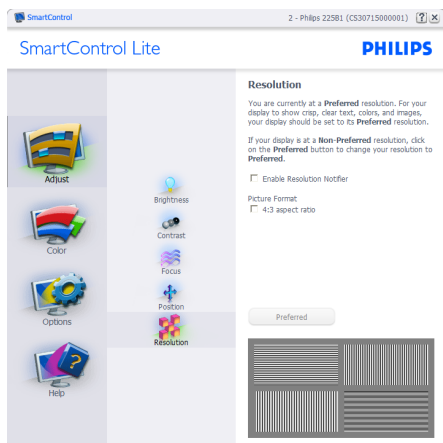 SmartControl
2 - Philips 225B1 (CS30715000001)
?
SmartControl Lite
PHILIPS
Adjust
Color
Options
Help
Brightness
Contrast
Focus
Position
Resolution
Resolution
You are currently at a Preferred resolution. For your
display to show crisp, clear text, colors, and images,
your display should be set to its Preferred resolution.
If your display is at a Non-Preferred resolution, click
on the Preferred button to change your resolution to
Preferred.
Enable Resolution Notifier
Picture Format
4:3 aspect ratio
Preferred